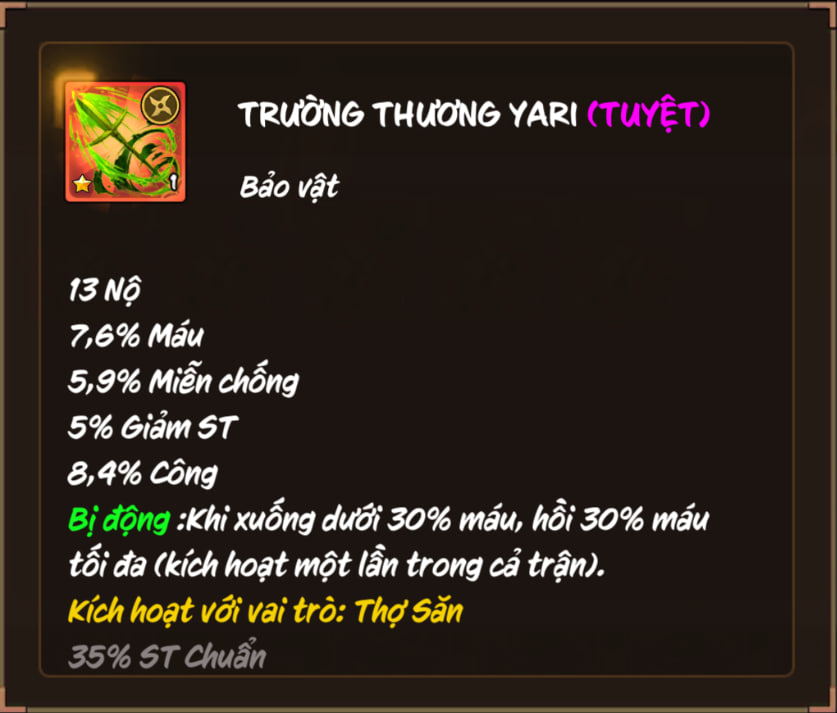 TRƯỜNG THƯƠNG YARI (TUYỆT)
Bảo vật
1
13 Nộ
7,6% Máu
5,9% Miễn chống
5% Giảm ST
8,4% Công
Bị động :Khi xuống dưới 30% máu, hồi 30% máu
tối đa (kích hoạt một lần trong cả trận).
Kích hoạt với vai trò: Thợ Săn
35% ST Chuẩn